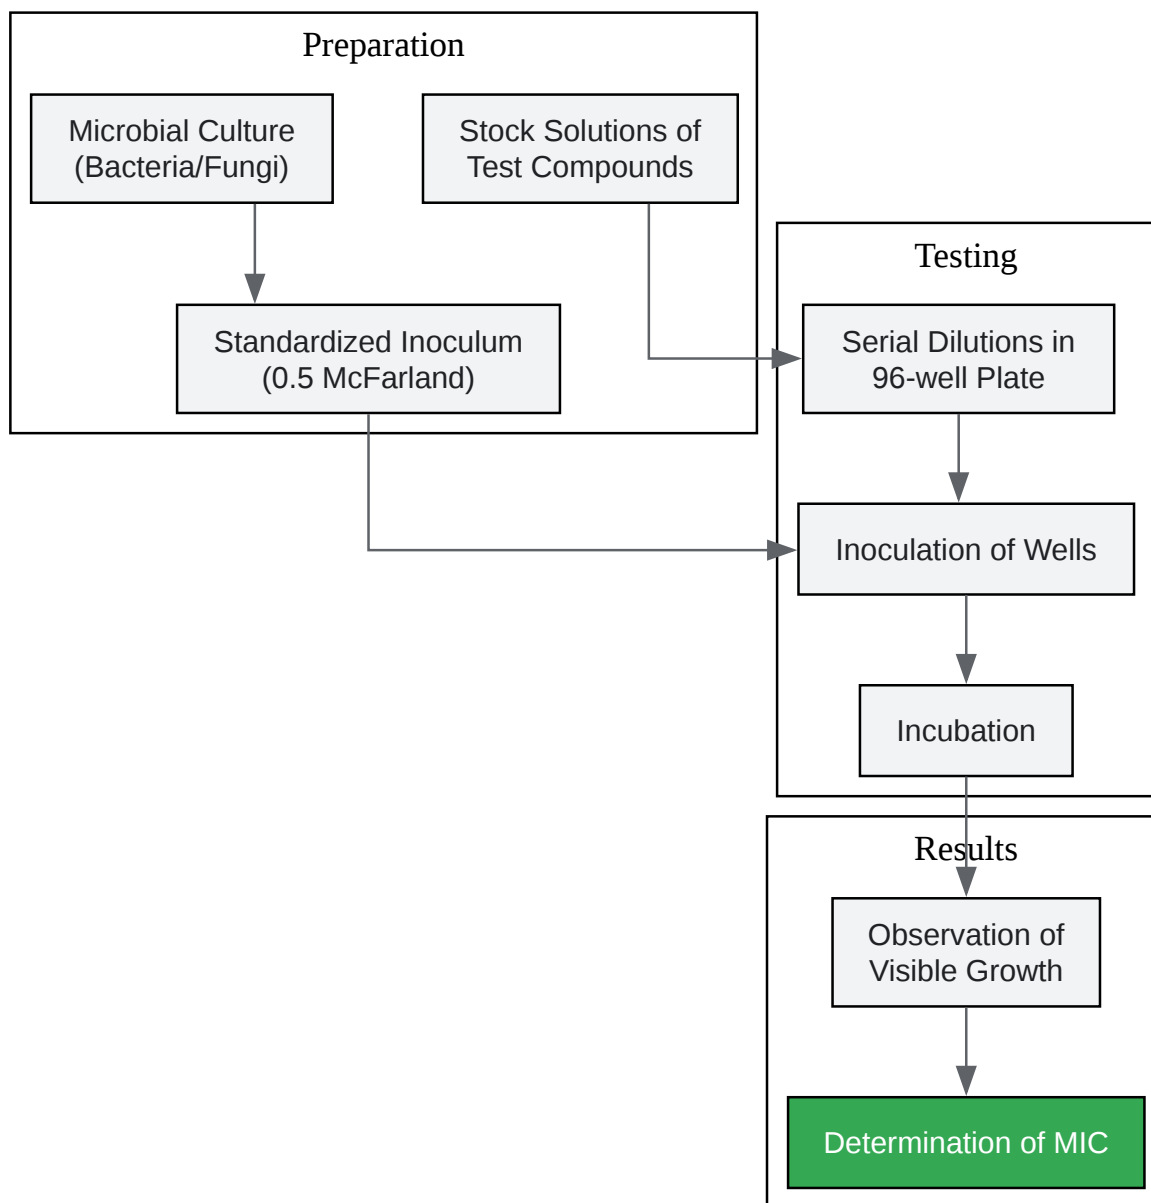 Preparation
Microbial Culture
(Bacteria/Fungi)
Stock Solutions of
Test Compounds
Standardized Inoculum
(0.5 McFarland)
Testing
Serial Dilutions in
96-well Plate
Inoculation of Wells
Incubation
Results
Observation of
Visible Growth
Determination of MIC